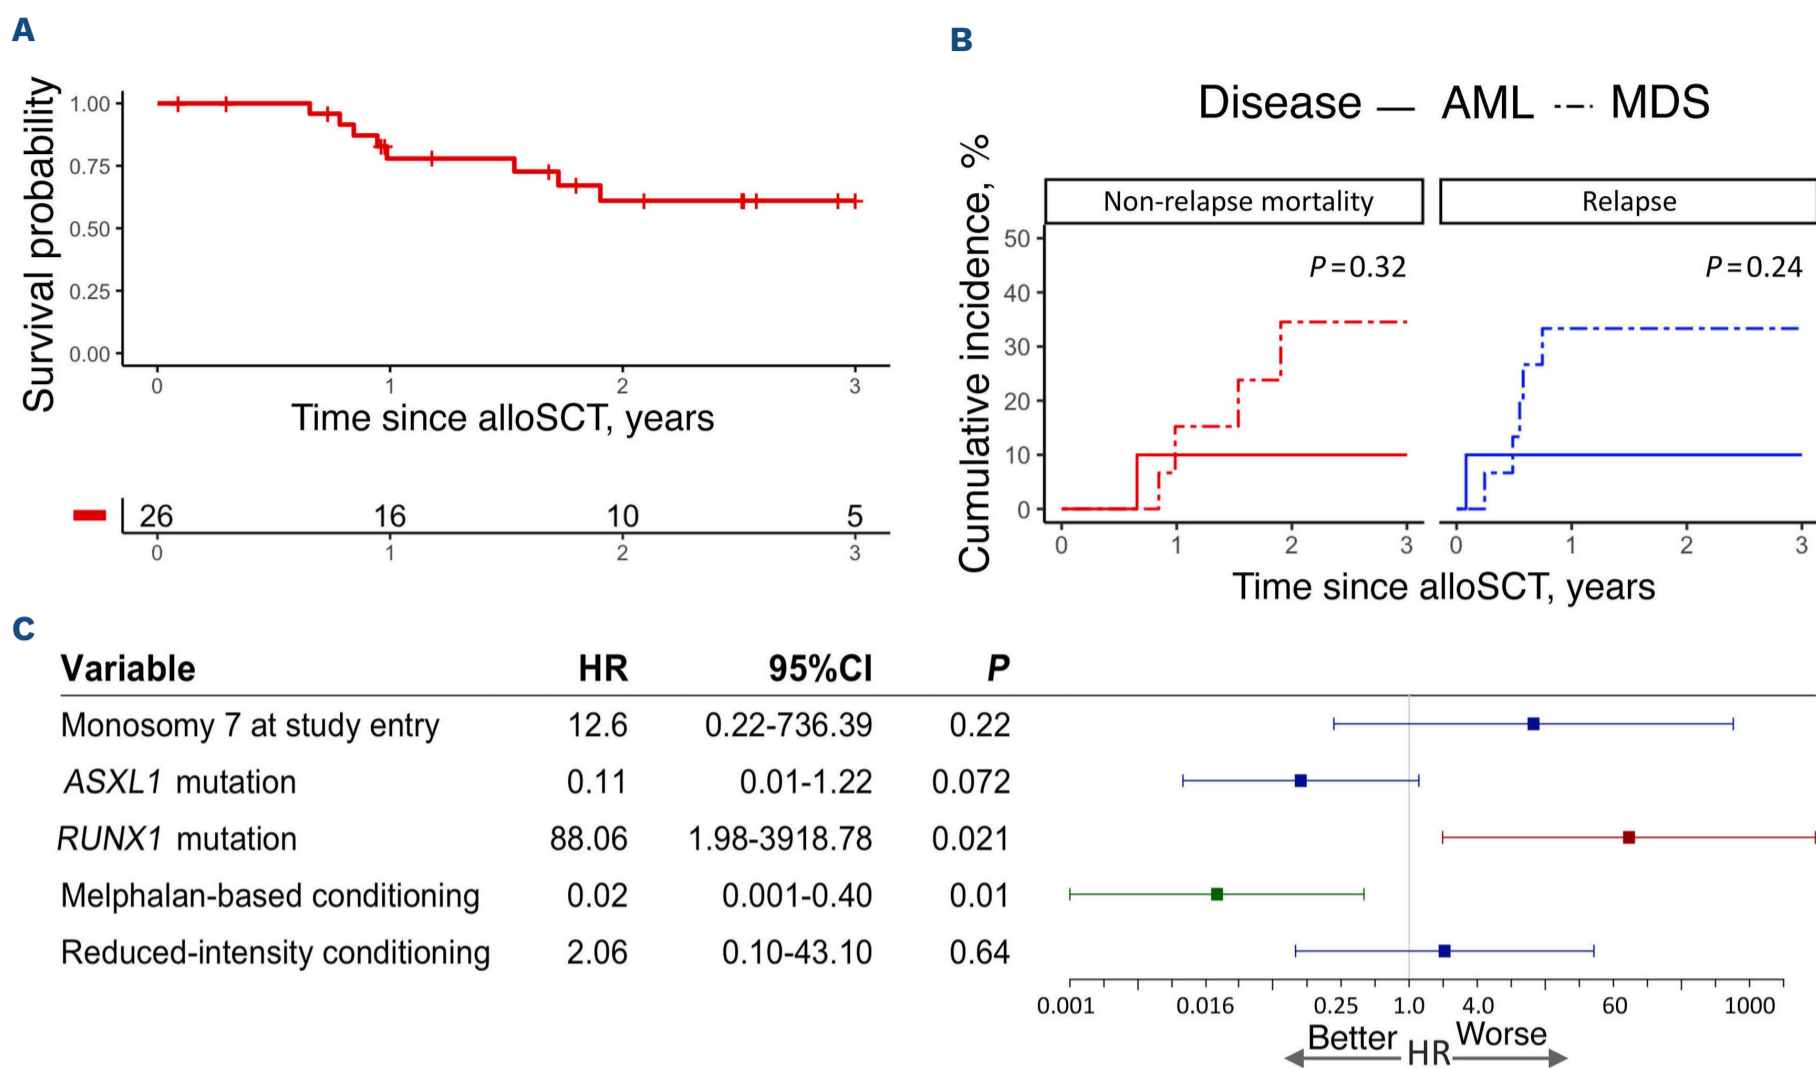 A
Survival probability
1.00
0.75
0.50
0.25
0.00
0 1 2 3
Time since alloSCT, years
26 16 10 5
0 1 2 3
B
Disease — AML --- MDS
Cumulative incidence, %
Non-relapse mortality Relapse
P=0.32 P=0.24
50
40
30
20
10
0
0 1 2 3 0 1 2 3
Time since alloSCT, years
C
Variable HR 95%CI P
Monosomy 7 at study entry 12.6 0.22-736.39 0.22
ASXL1 mutation 0.11 0.01-1.22 0.072
RUNX1 mutation 88.06 1.98-3918.78 0.021
Melphalan-based conditioning 0.02 0.001-0.40 0.01
Reduced-intensity conditioning 2.06 0.10-43.10 0.64
0.001 0.016 0.25 1.0 4.0 60 1000
Better HR Worse